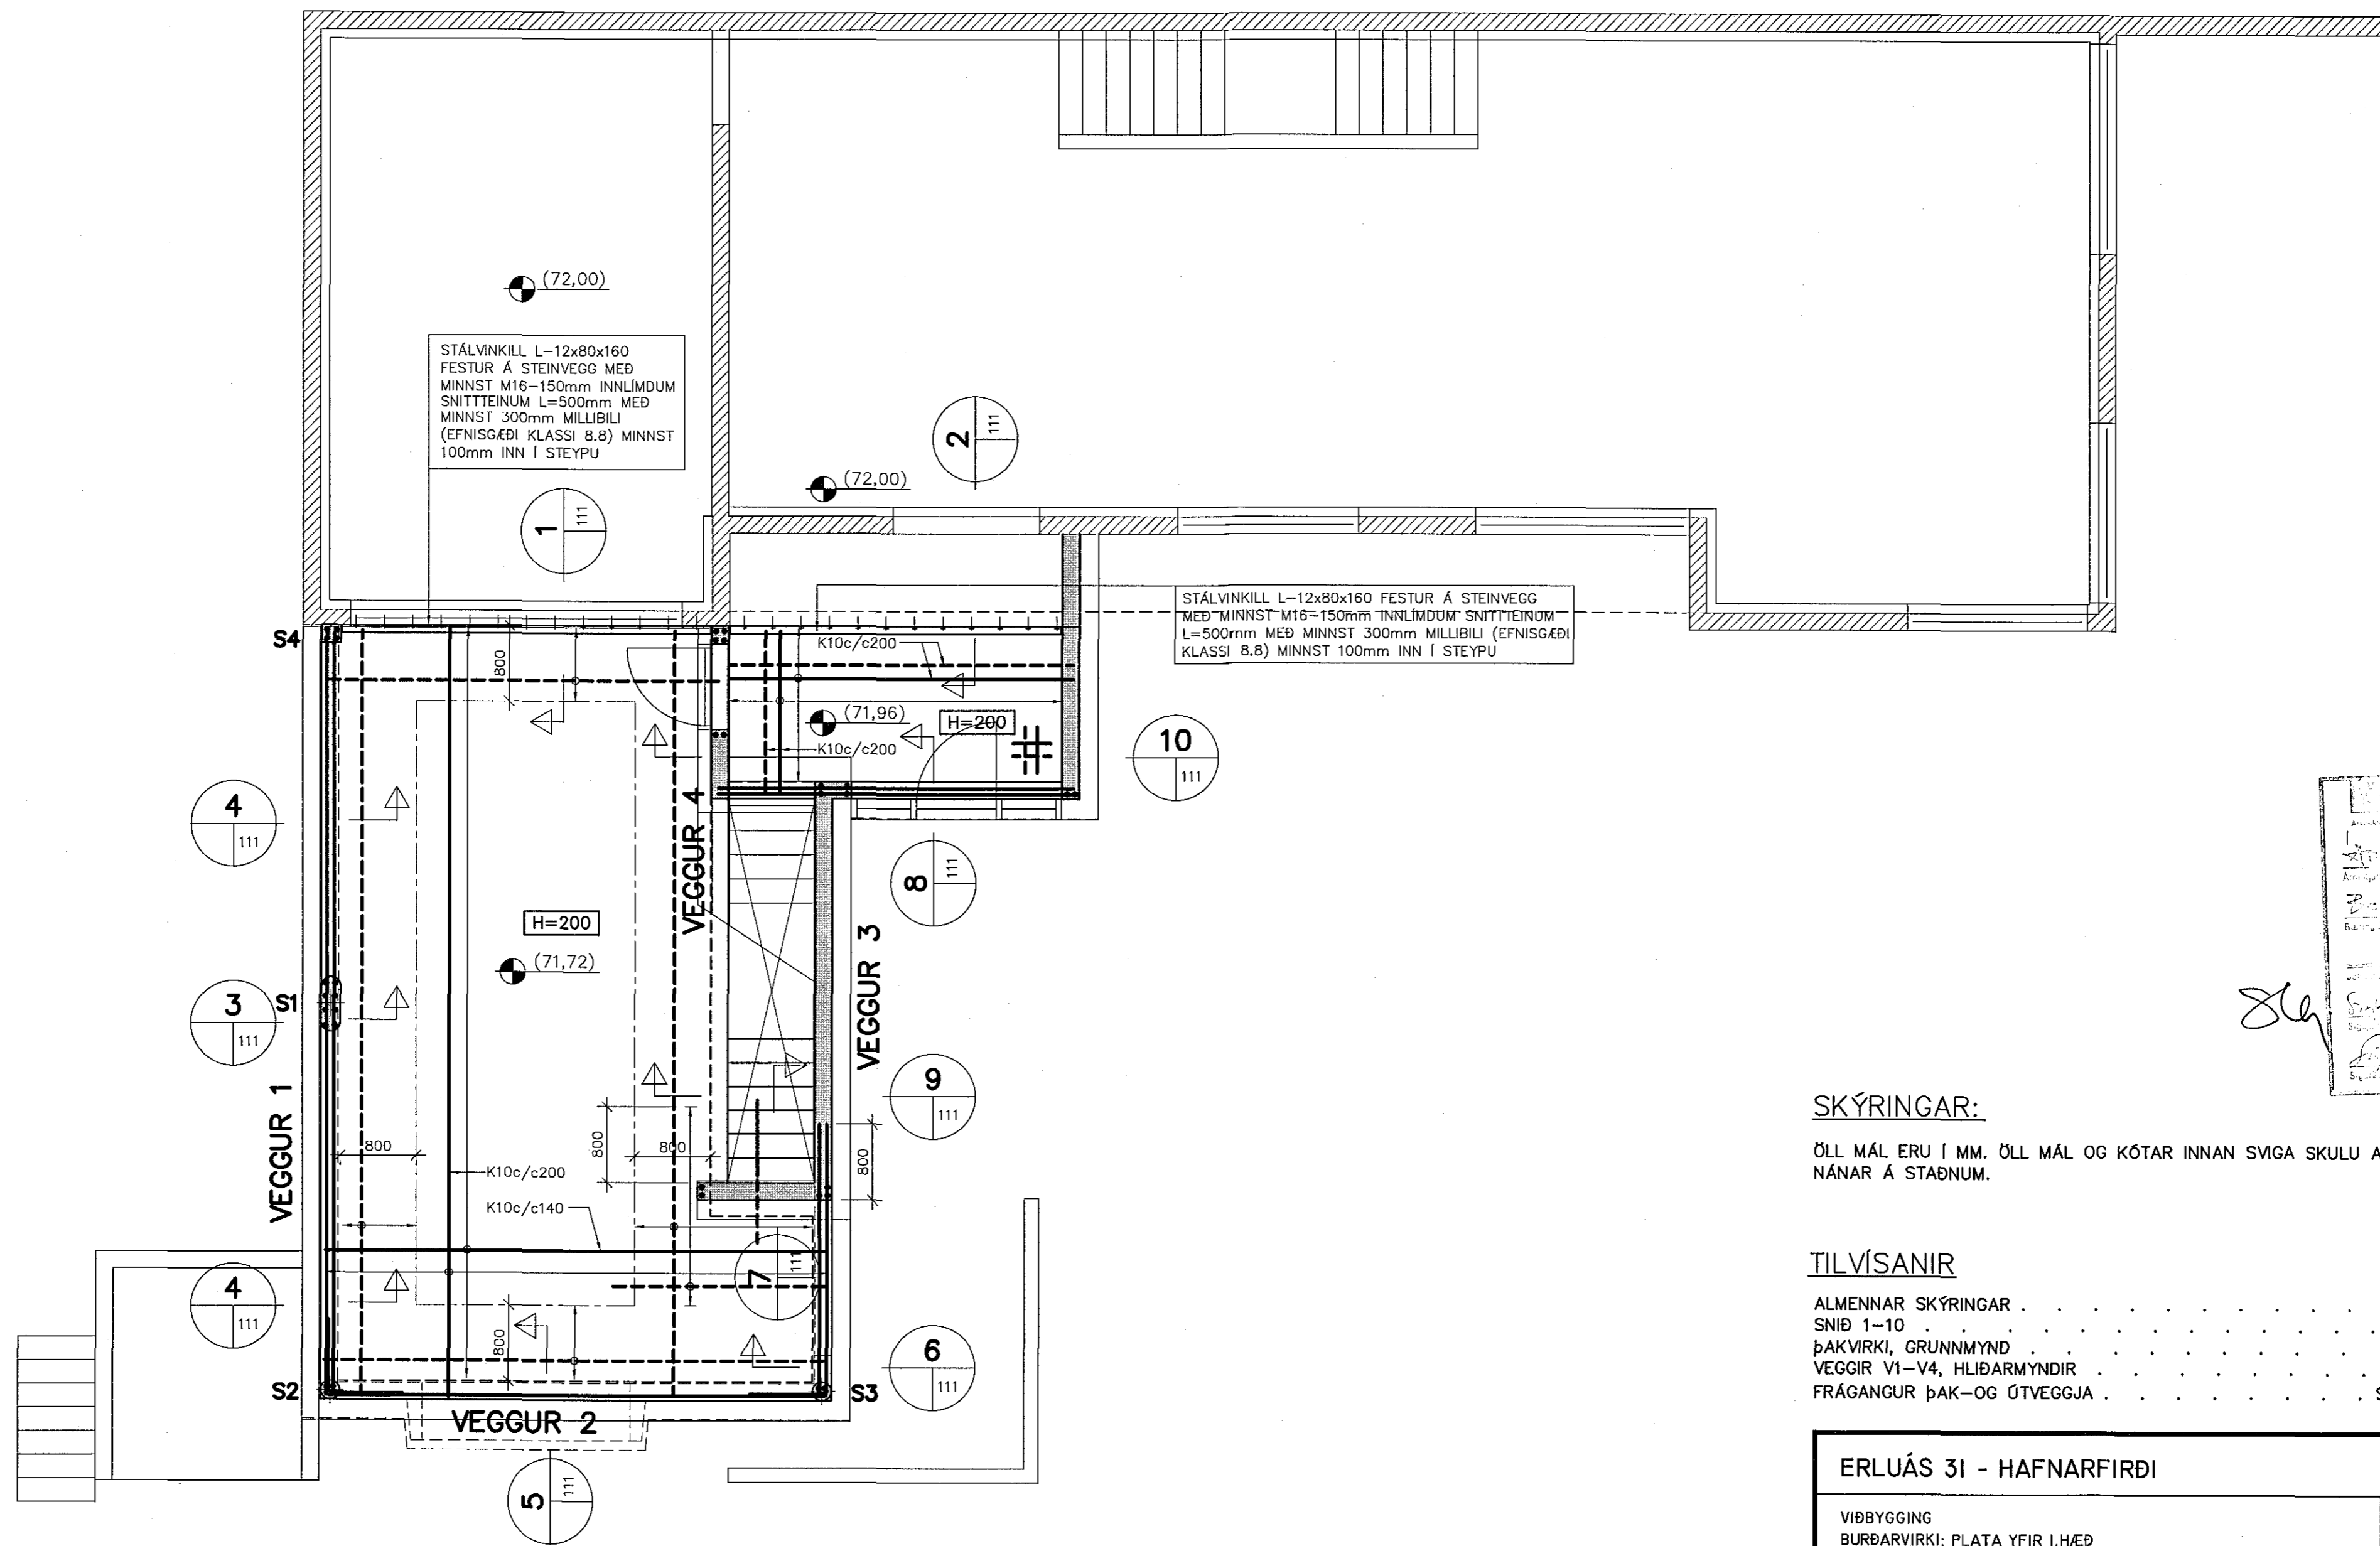 (72,00)
STÁLVINKILL L-12x80x160
FESTUR Á STEINVEGG MEÐ
MINNST M16-150mm INNLÍMDUM
SNITTTEINUM L=500mm MEÐ
MINNST 300mm MILLIBILI
(EFNISGÆÐI KLASSI 8.8) MINNST
100mm INN Í STEYPU
2
111
(72,00)
1
111
STÁLVINKILL L-12x80x160 FESTUR Á STEINVEGG
MEÐ MINNST M16-150mm INNLÍMDUM SNITTTEINUM
L=500mm MEÐ MINNST 300mm MILLIBILI (EFNISGÆÐI
KLASSI 8.8) MINNST 100mm INN Í STEYPU
S4
800
K10c/c200
(71,96)
H=200
K10c/c200
10
111
4
111
VEGGUR 4
8
111
H=200
(71,72)
VEGGUR 3
3
111
S1
9
111
VEGGUR 1
800
800
800
800
K10c/c200
K10c/c140
7
111
4
111
800
6
111
S2
S3
VEGGUR 2
5
111
SKÝRINGAR:
ÖLL MÁL ERU Í MM. ÖLL MÁL OG KÓTAR INNAN SVIGA SKULU A
NÁNAR Á STAÐNUM.
TILVÍSANIR
ALMENNAR SKÝRINGAR . . . . . . . . . .
SNIÐ 1-10 . . . . . . . . . . . .
ÞAKVIRKI, GRUNNMYND . . . . . . . . . .
VEGGIR V1-V4, HLIÐARMYNDIR . . . . . . . .
FRÁGANGUR ÞAK-OG ÚTVEGGJA . . . . . . . . S
ERLUÁS 31 - HAFNARFIRÐI
VIÐBYGGING
BURÐARVIRKI: PLATA YFIR 1.HÆÐ